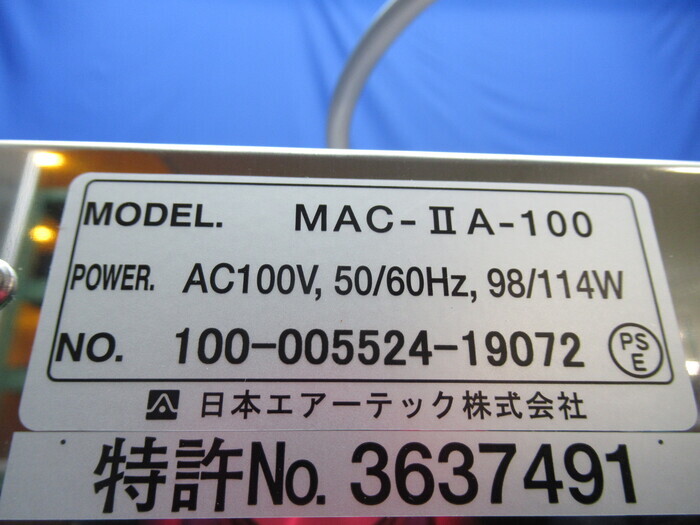 MODEL. MAC-ⅡA-100
POWER. AC100V, 50/60Hz, 98/114W
NO. 100-005524-19072 PSE
日本エアーテック株式会社
特許No. 3637491